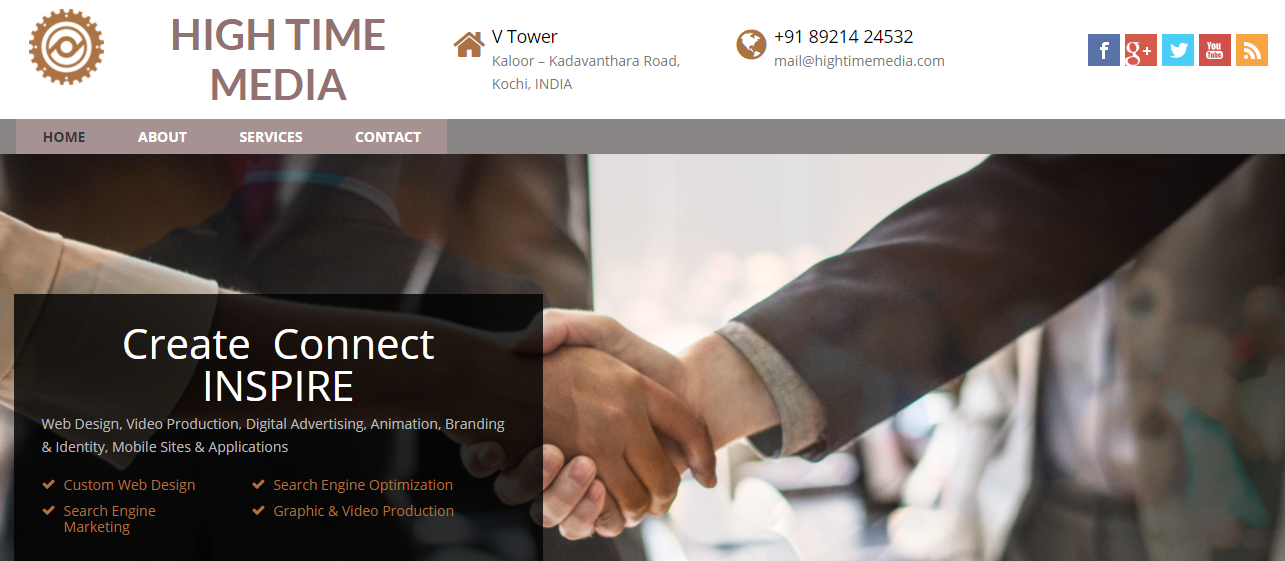 HIGH TIME
MEDIA
V Tower
Kaloor – Kadavanthara Road,
Kochi, INDIA
+91 89214 24532
mail@hightimemedia.com
f g+ You Tube
HOME ABOUT SERVICES CONTACT
Create Connect
INSPIRE
Web Design, Video Production, Digital Advertising, Animation, Branding
& Identity, Mobile Sites & Applications
Custom Web Design
Search Engine Optimization
Search Engine
Marketing
Graphic & Video Production